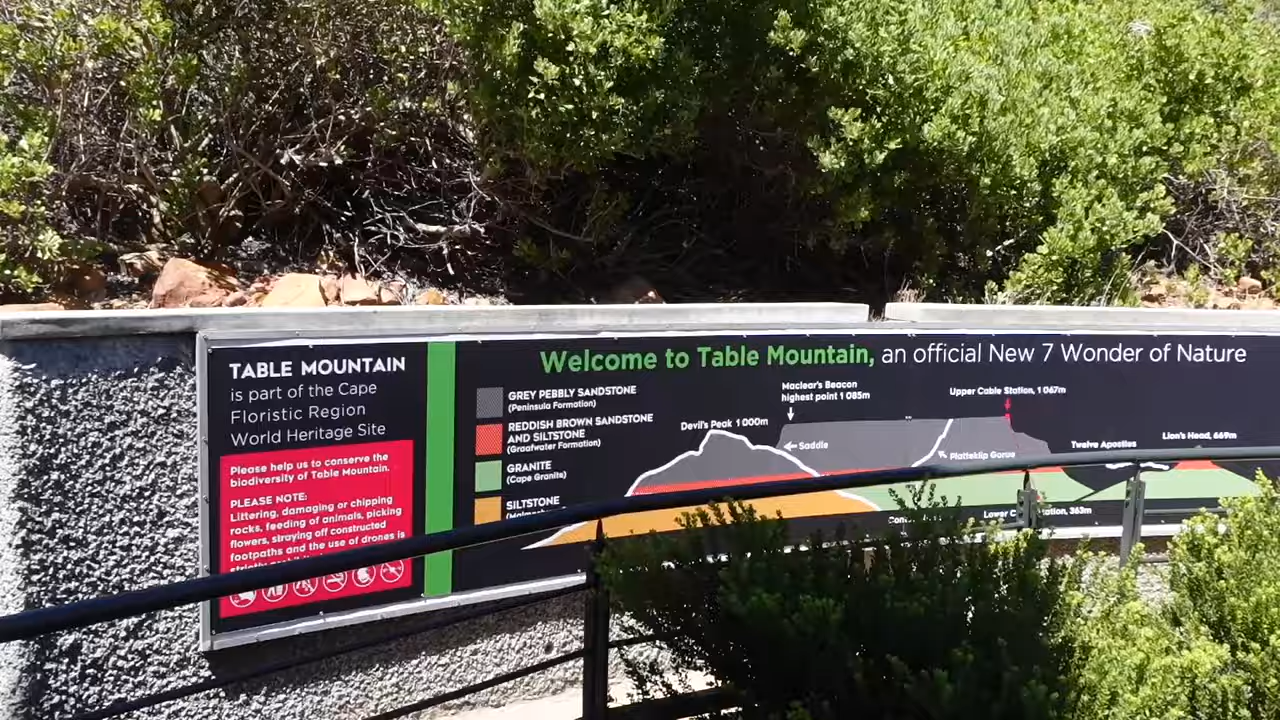 TABLE MOUNTAIN
is part of the Cape
Floristic Region
World Heritage Site
Please help us to conserve the
biodiversity of Table Mountain.
PLEASE NOTE:
Littering, damaging or chipping
rocks, feeding of animals, picking
flowers, straying off constructed
footpaths and the use of drones is
strictly
Welcome to Table Mountain, an official New 7 Wonder of Nature
GREY PEBBLY SANDSTONE
(Peninsula Formation)
REDDISH BROWN SANDSTONE
AND SILTSTONE
(Graafwater Formation)
GRANITE
(Cape Granite)
SILTSTONE
Devil's Peak 1 000m
Maclear's Beacon
highest point 1 085m
Saddle
Upper Cable Station, 1 067m
Platteklip Gorge
Twelve Apostles
Lion's Head, 669m
Lower Station, 363m